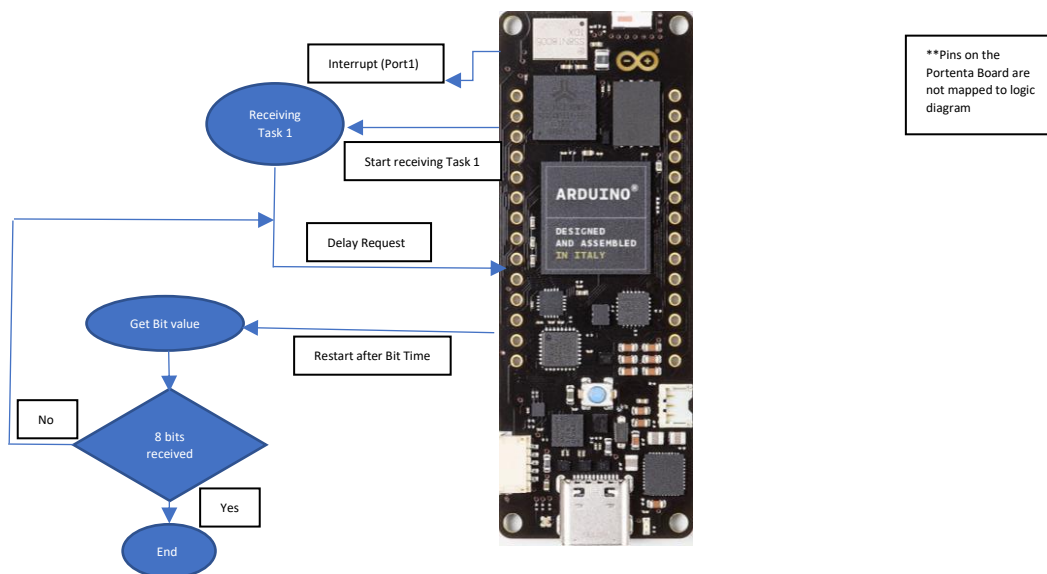 Interrupt (Port1)
Receiving
Task 1
Start receiving Task 1
Delay Request
Get Bit value
Restart after Bit Time
No
8 bits
received
Yes
End
ARDUINO®
DESIGNED
AND ASSEMBLED
IN ITALY
**Pins on the
Portenta Board are
not mapped to logic
diagram